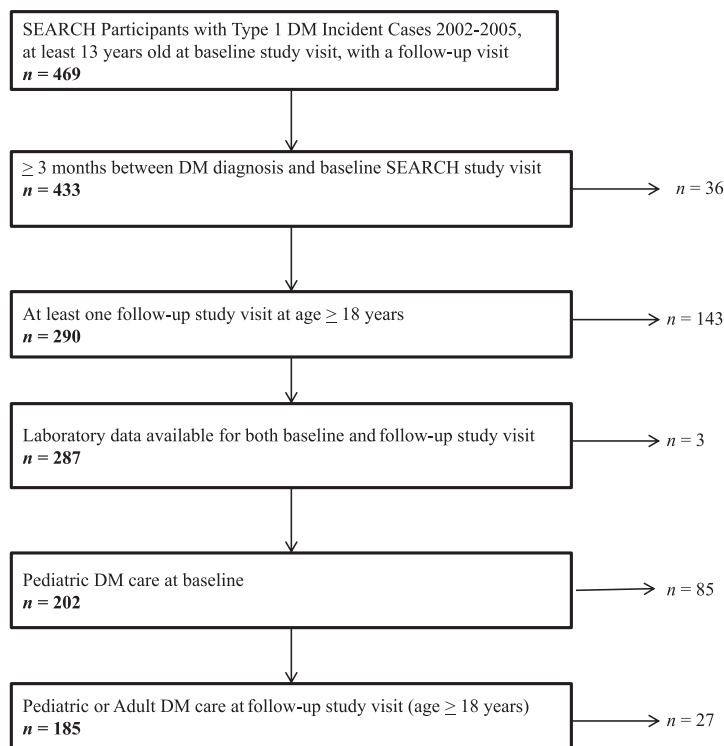 SEARCH Participants with Type 1 DM Incident Cases 2002-2005,
at least 13 years old at baseline study visit, with a follow-up visit
n = 469
≥ 3 months between DM diagnosis and baseline SEARCH study visit
n = 433
n = 36
At least one follow-up study visit at age ≥ 18 years
n = 290
n = 143
Laboratory data available for both baseline and follow-up study visit
n = 287
n = 3
Pediatric DM care at baseline
n = 202
n = 85
Pediatric or Adult DM care at follow-up study visit (age ≥ 18 years)
n = 185
n = 27